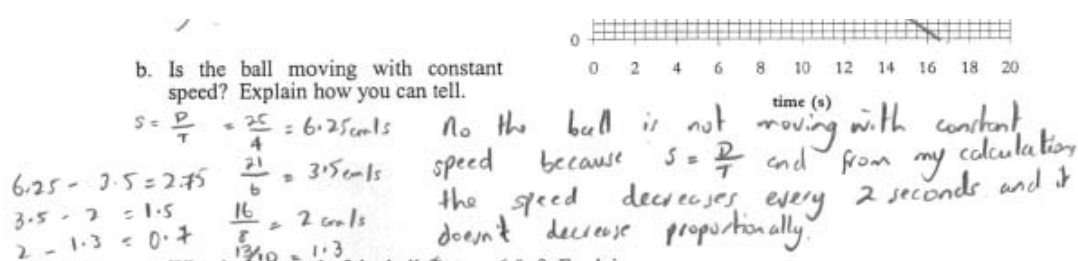 0
0 2 4 6 8 10 12 14 16 18 20
time (s)
b. Is the ball moving with constant
speed? Explain how you can tell.
S = D/T = 25/4 = 6.25cm/s
21/6 = 3.5cm/s
16/8 = 2 cm/s
13/10 = 1.3
6.25 - 3.5 = 2.75
3.5 - 2 = 1.5
2 - 1.3 = 0.7
No the ball is not moving with constant
speed because S = D/T and from my calculation
the speed decreases every 2 seconds and it
doesn't decrease proportionally.